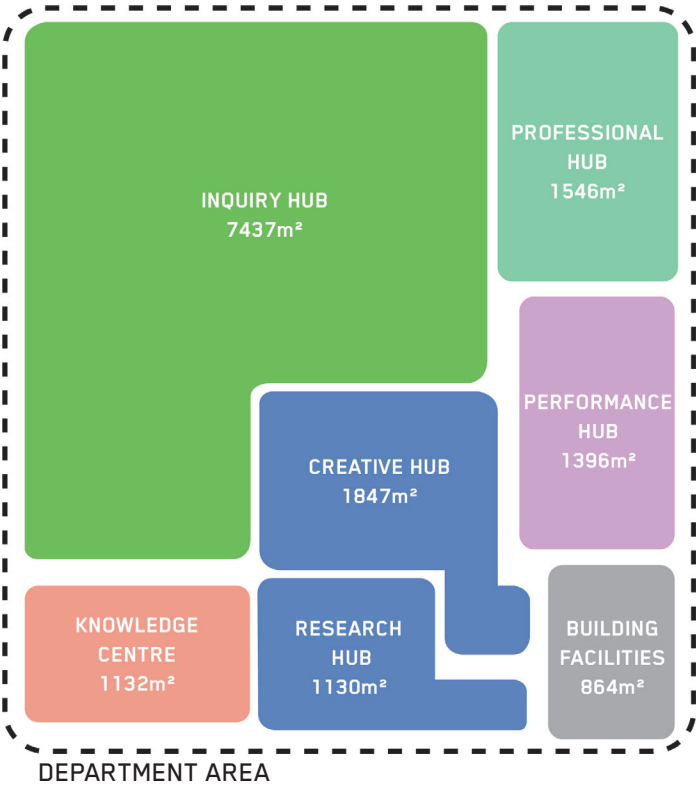 INQUIRY HUB
7437m²
PROFESSIONAL
HUB
1546m²
PERFORMANCE
HUB
1396m²
CREATIVE HUB
1847m²
KNOWLEDGE
CENTRE
1132m²
RESEARCH
HUB
1130m²
BUILDING
FACILITIES
864m²
DEPARTMENT AREA